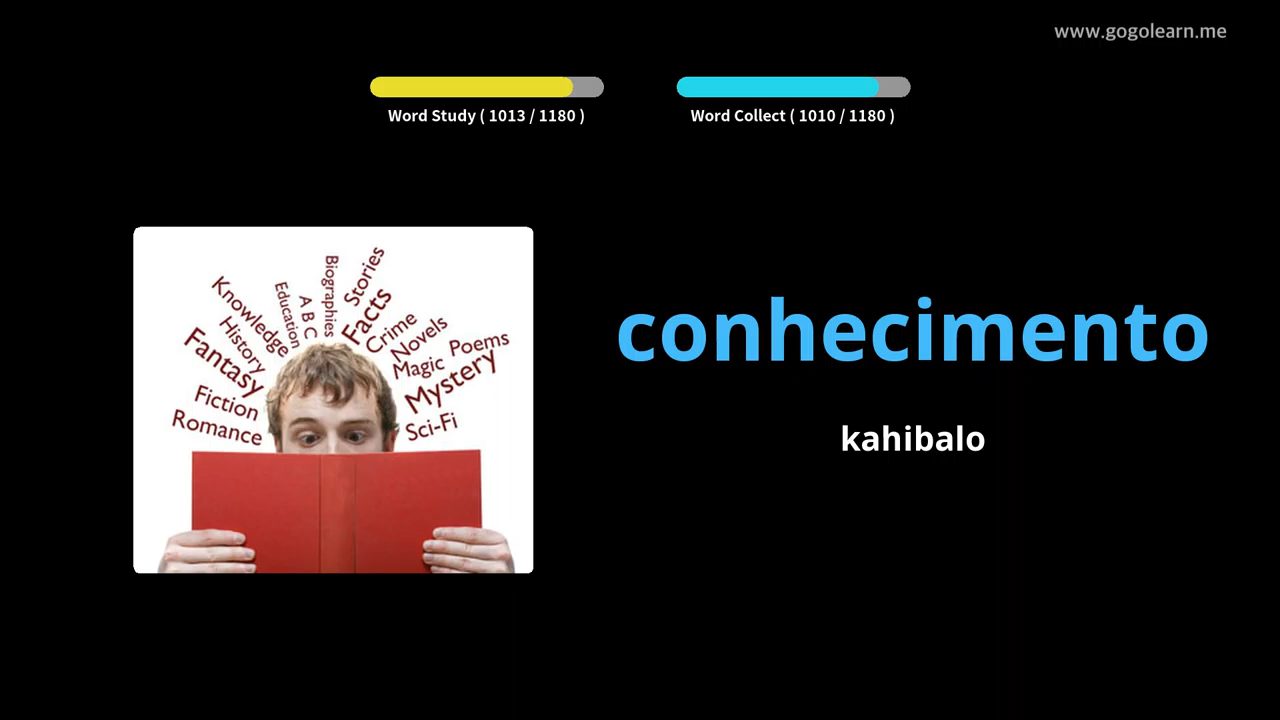 www.gogolearn.me
Word Study ( 1013 / 1180 )
Word Collect ( 1010 / 1180 )
conhecimento
kahibalo
Knowledge
Education
A B C
Biographies
Stories
Facts
Crime
Novels
Poems
History
Fantasy
Magic
Mystery
Fiction
Romance
Sci-Fi